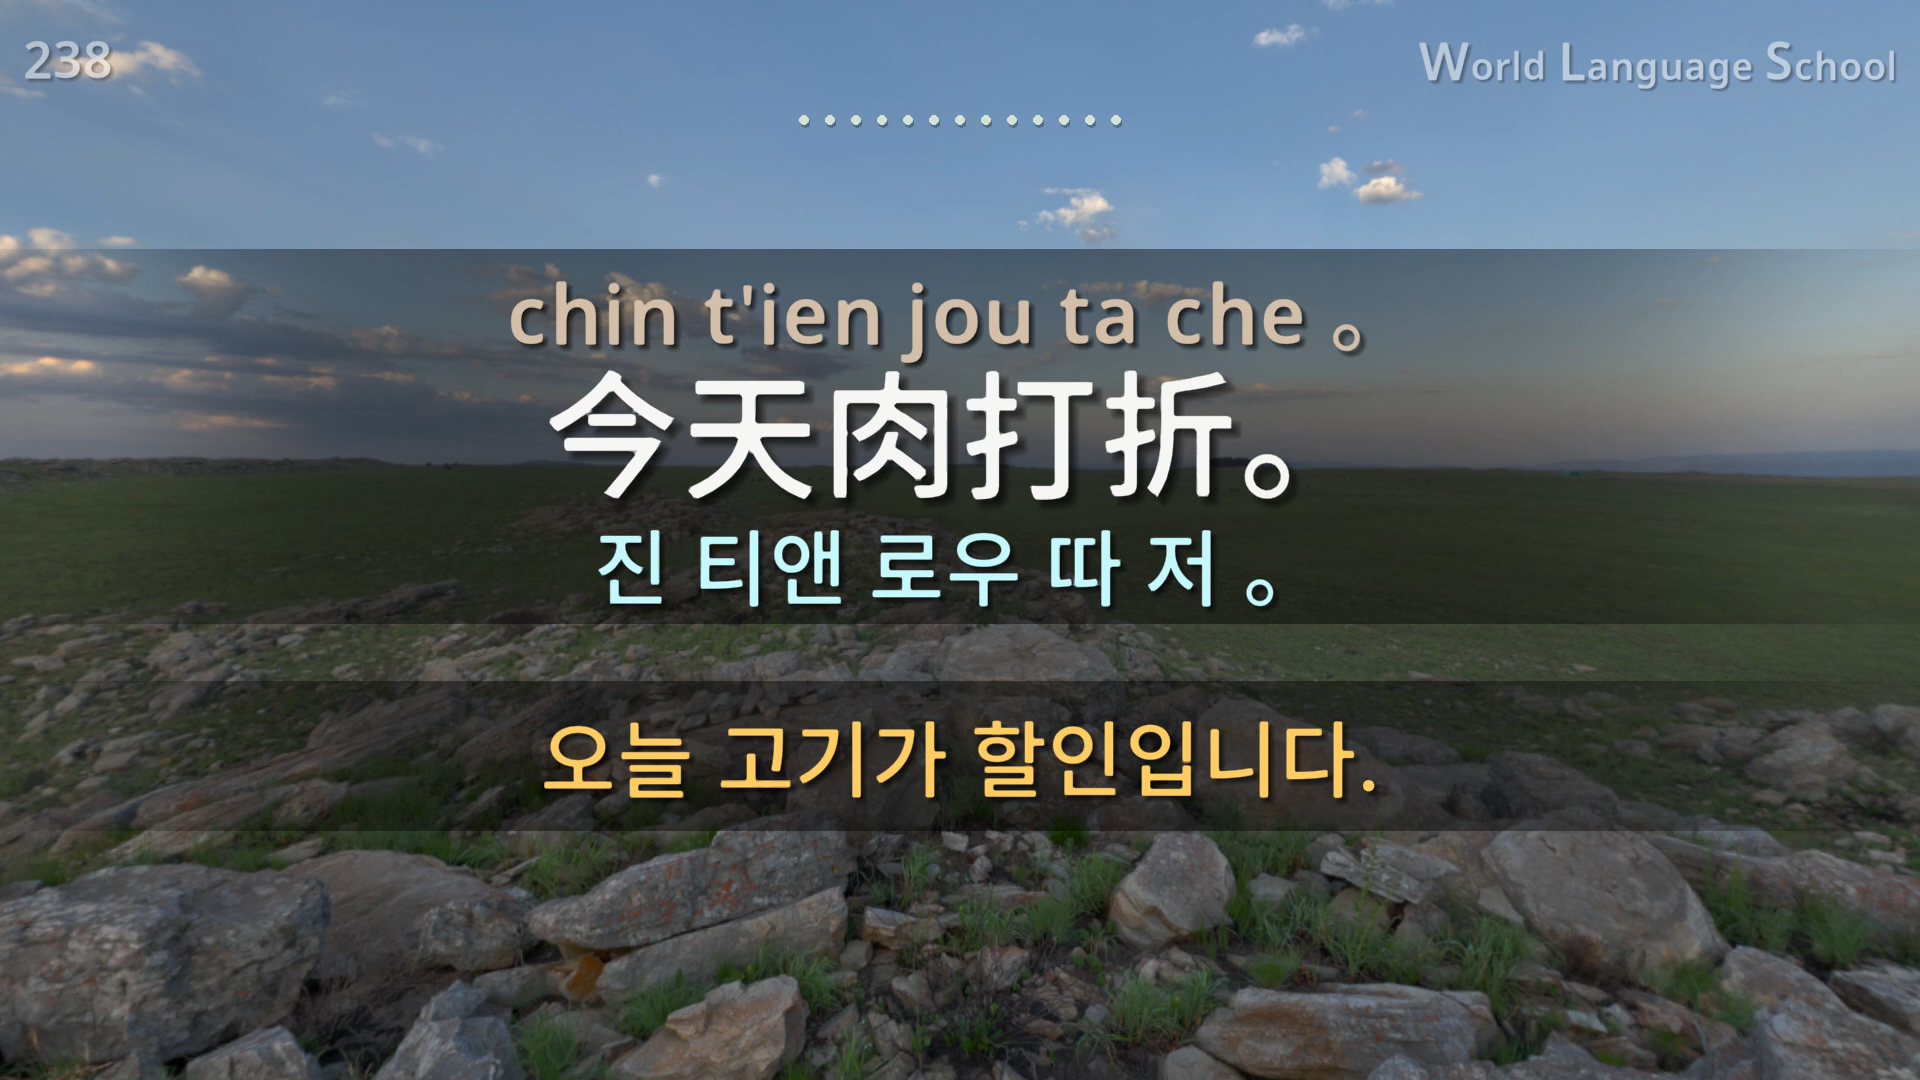 238
World Language School
chin t'ien jou ta che 。
今天肉打折。
진 티앤 로우 따 저 。
오늘 고기가 할인입니다.